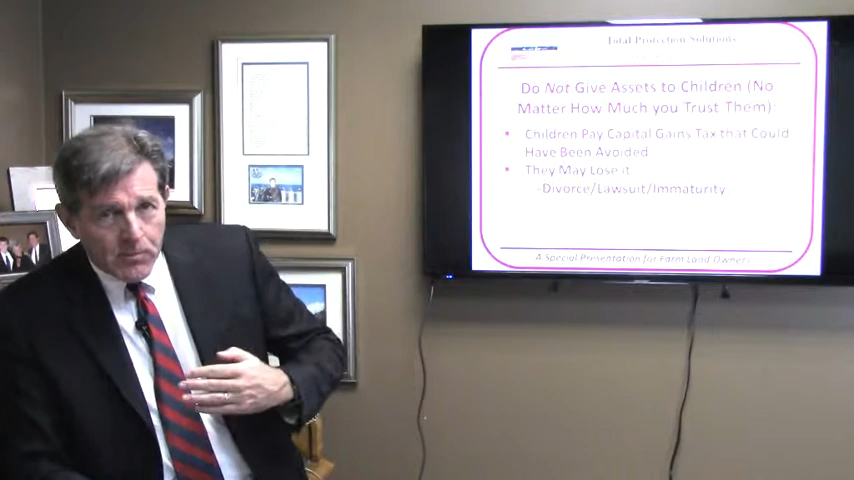 Total Protection Solutions
Do Not Give Assets to Children (No
Matter How Much you Trust Them):
• Children Pay Capital Gains Tax that Could
Have Been Avoided
• They May Lose it
-Divorce/Lawsuit/Immaturity
A Special Presentation for Farm Land Owners